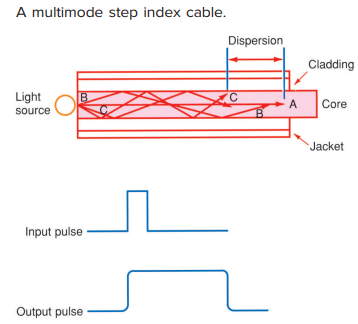 A multimode step index cable.
Dispersion
Cladding
Light
source
B
C
C
B
A
Core
Jacket
Input pulse
Output pulse